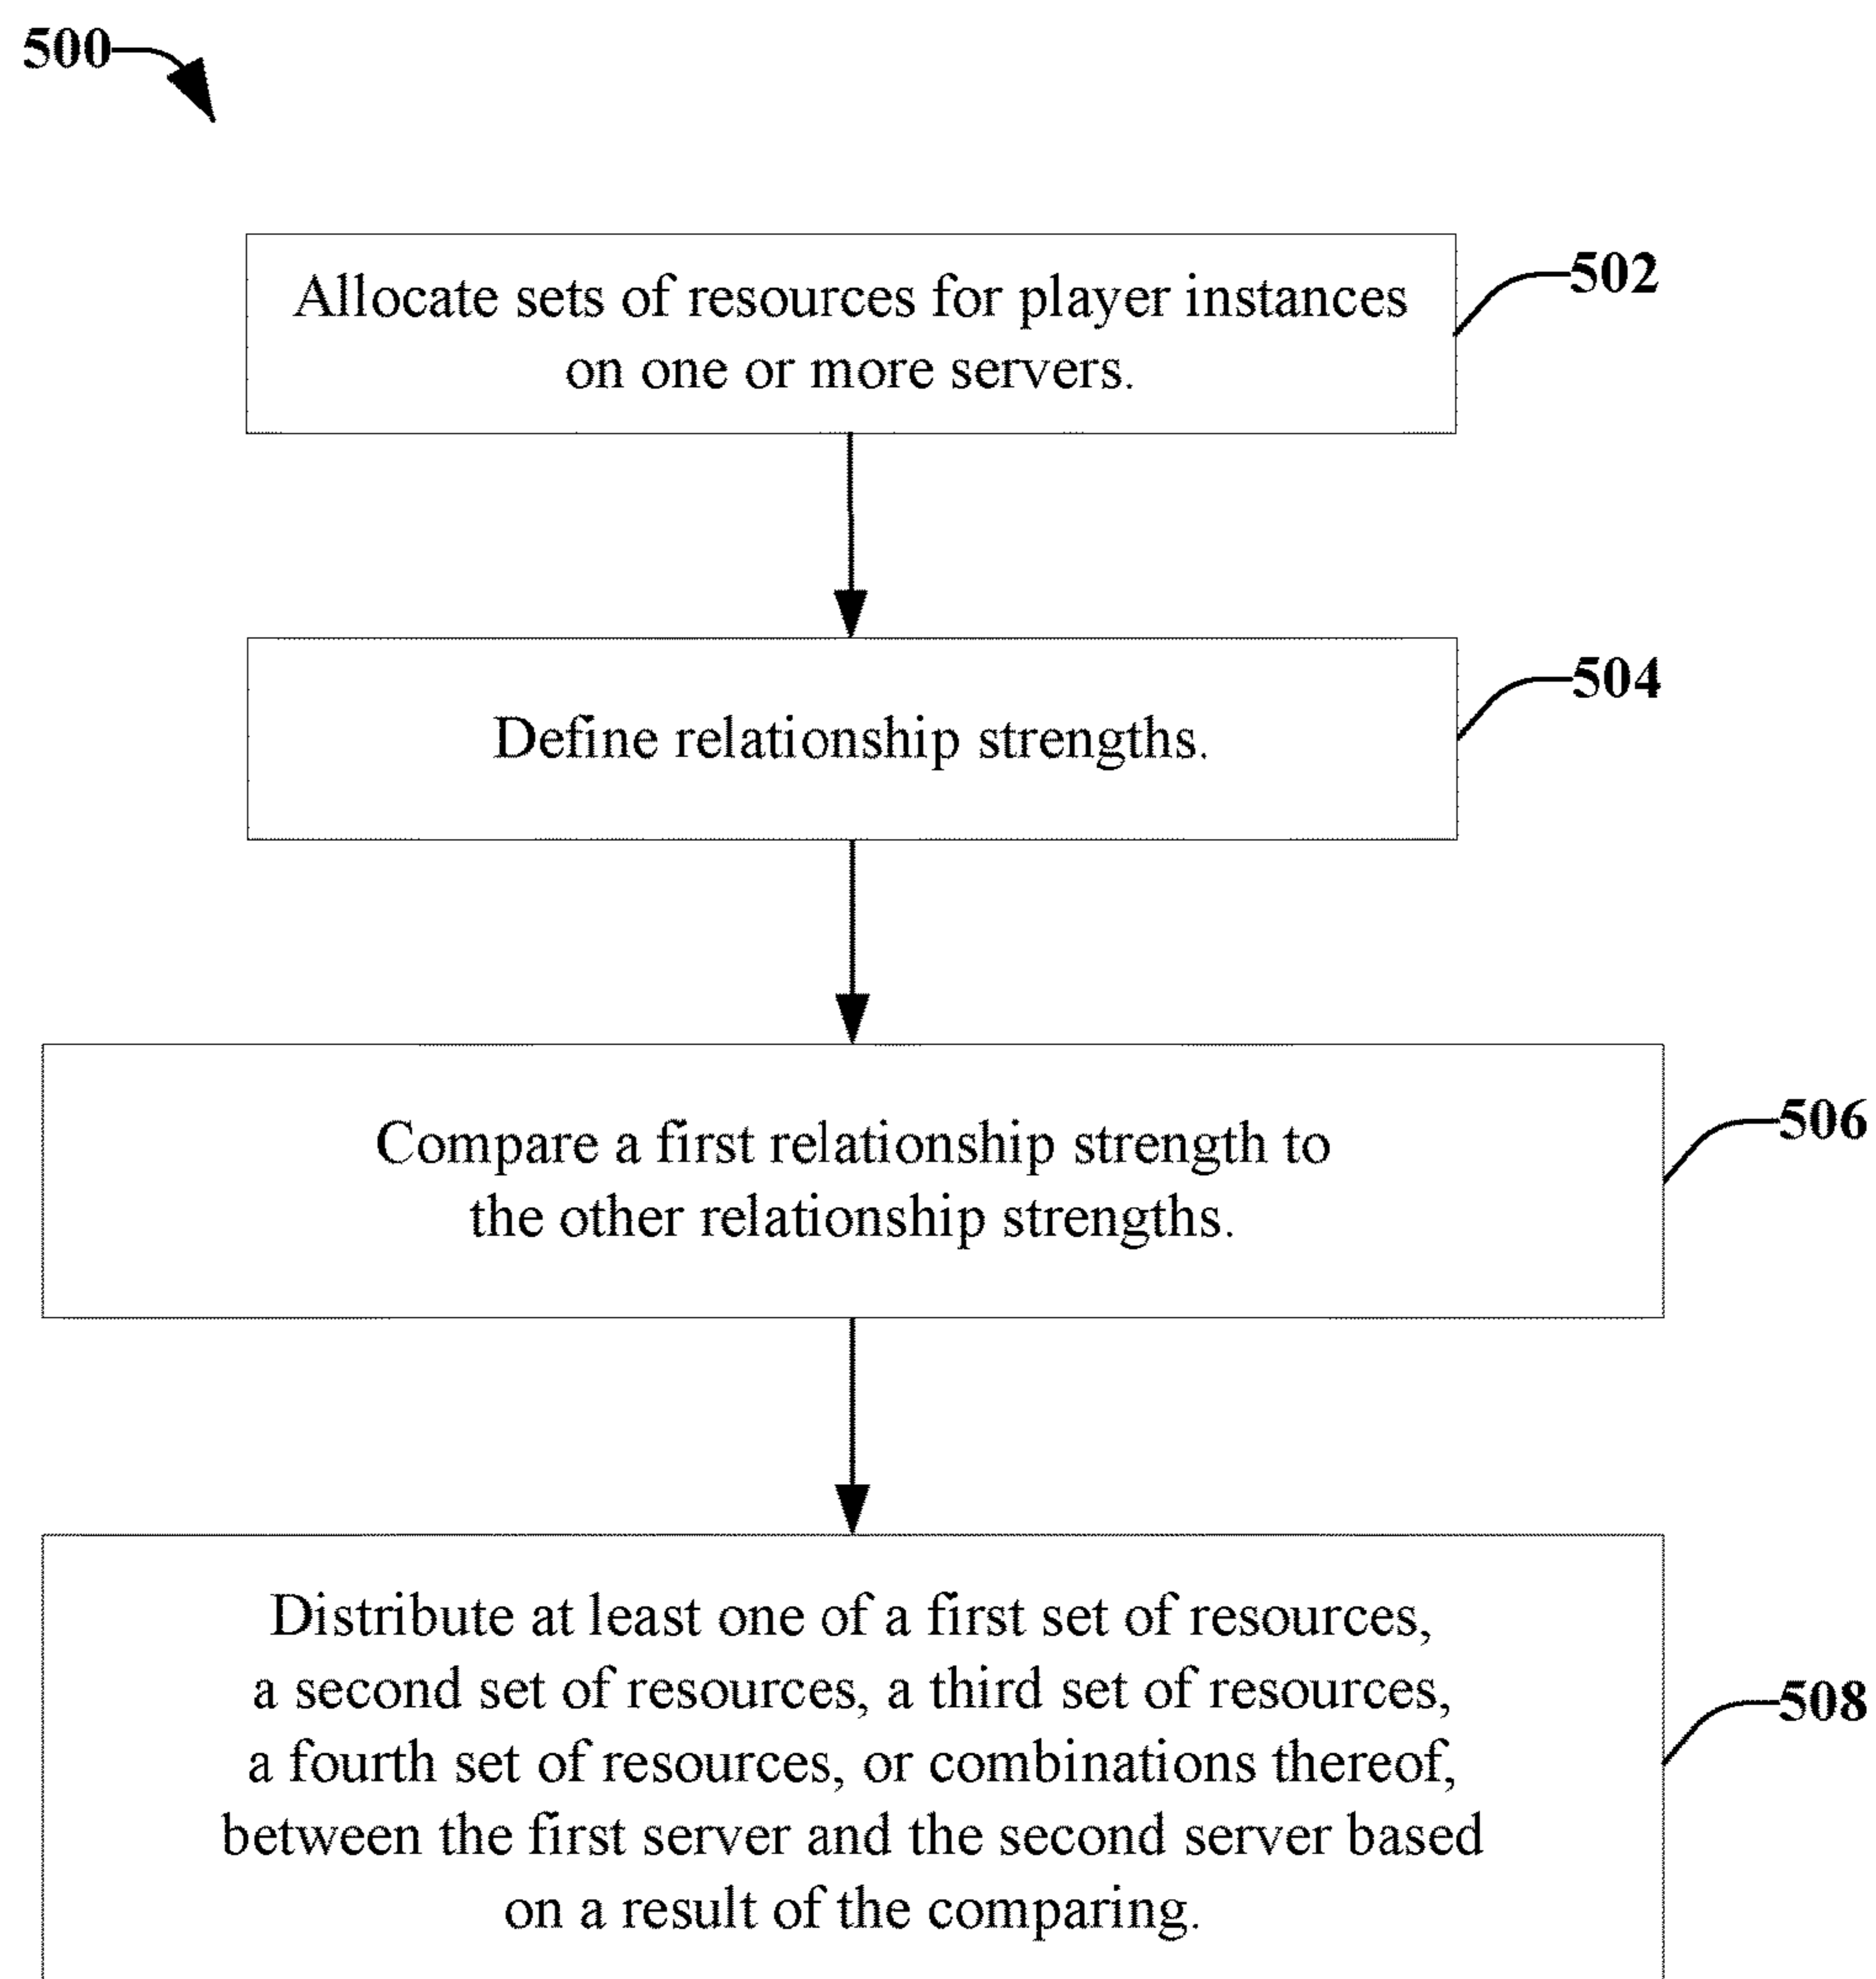 500
Allocate sets of resources for player instances
on one or more servers.
502
Define relationship strengths.
504
Compare a first relationship strength to
the other relationship strengths.
506
Distribute at least one of a first set of resources,
a second set of resources, a third set of resources,
a fourth set of resources, or combinations thereof,
between the first server and the second server based
on a result of the comparing.
508